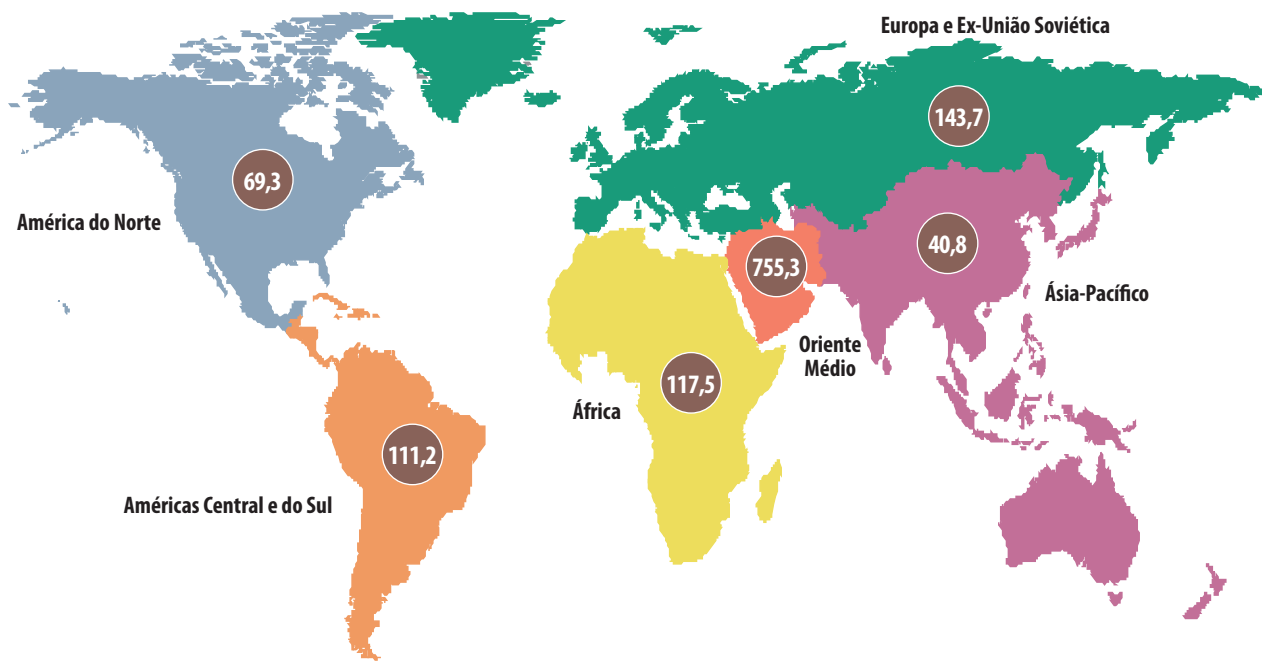 Europa e Ex-União Soviética
143,7
69,3
América do Norte
40,8
755,3
Ásia-Pacífico
Oriente
Médio
117,5
África
111,2
Américas Central e do Sul